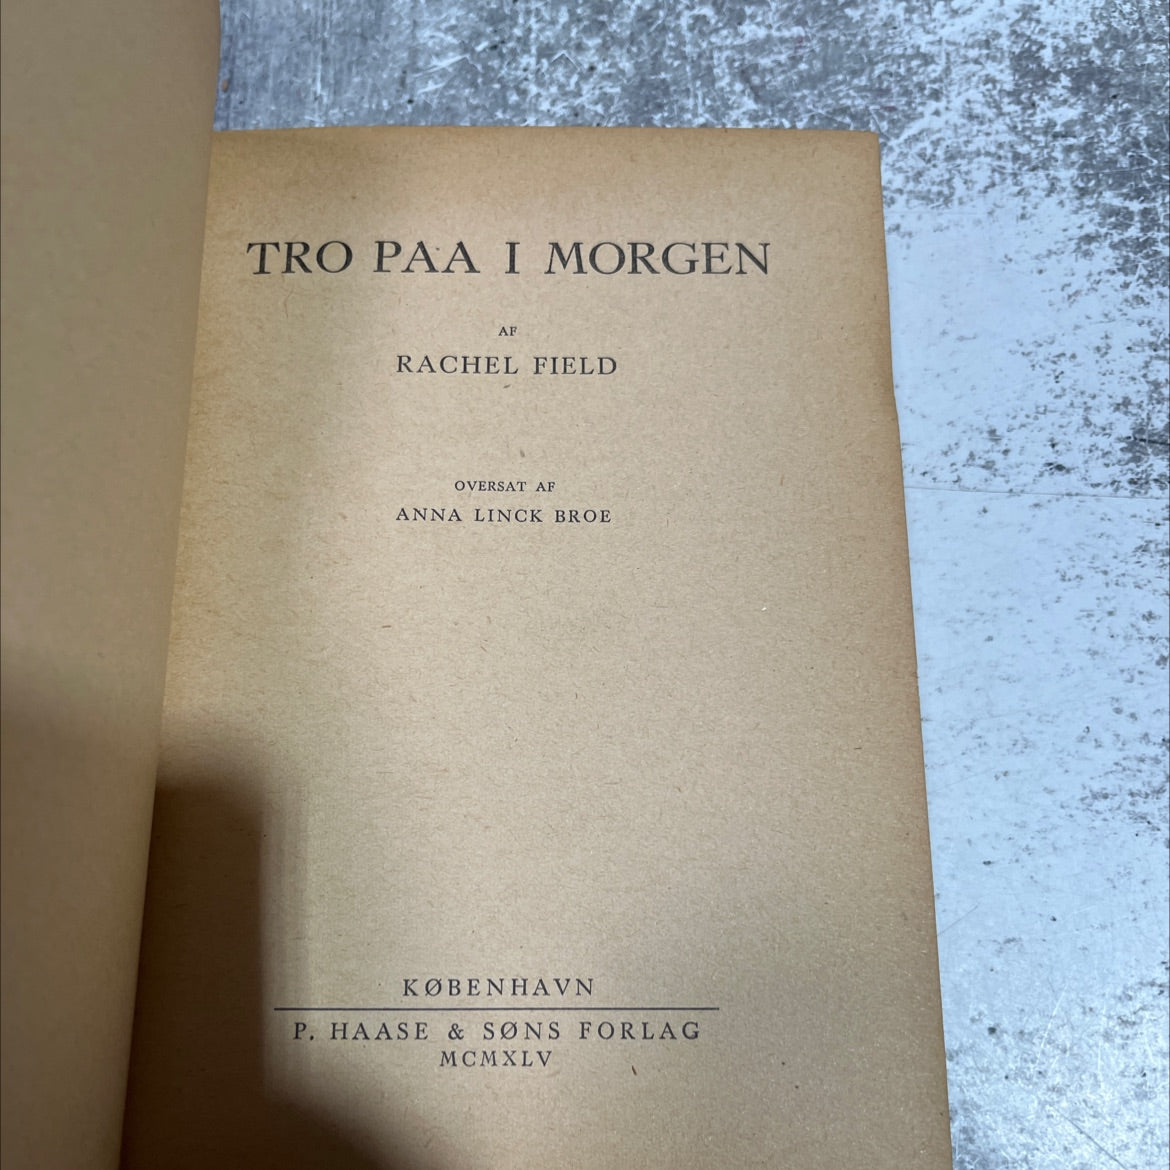 TRO PAA I MORGEN
AF
RACHEL FIELD
OVERSAT AF
ANNA LINCK BROE
KØBENHAVN
P. HAASE & SØNS FORLAG
MCMXLV